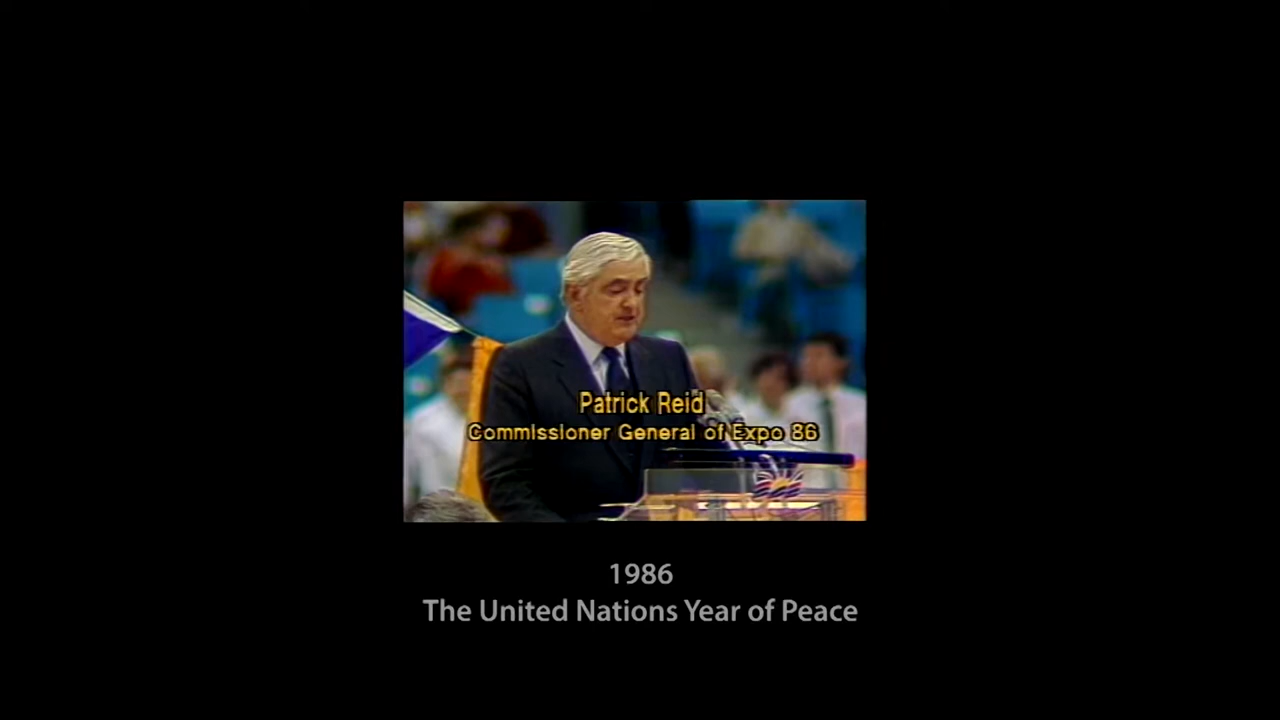 Patrick Reid
Commissioner General of Expo 86
1986
The United Nations Year of Peace